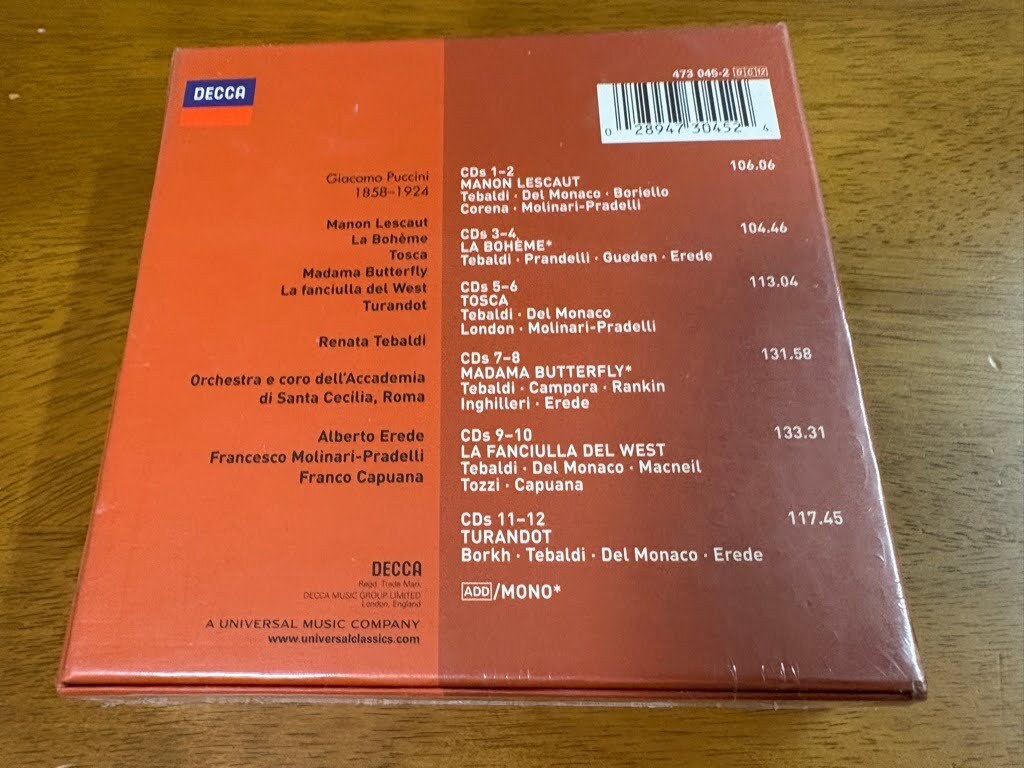 DECCA
Giacomo Puccini
1858–1924
Manon Lescaut
La Bohème
Tosca
Madama Butterfly
La fanciulla del West
Turandot
Renata Tebaldi
Orchestra e coro dell'Accademia
di Santa Cecilia, Roma
Alberto Erede
Francesco Molinari-Pradelli
Franco Capuana
DECCA
Regd. Trade Mark
DECCA MUSIC GROUP LIMITED
London, England
A UNIVERSAL MUSIC COMPANY
www.universalclassics.com
473 045-2
0 28947 30452 4
CDs 1–2 106.06
MANON LESCAUT
Tebaldi · Del Monaco · Boriello
Corena · Molinari-Pradelli
CDs 3–4 104.46
LA BOHÈME*
Tebaldi · Prandelli · Gueden · Erede
CDs 5–6 113.04
TOSCA
Tebaldi · Del Monaco
London · Molinari-Pradelli
CDs 7–8 131.58
MADAMA BUTTERFLY*
Tebaldi · Campora · Rankin
Inghilleri · Erede
CDs 9–10 133.31
LA FANCIULLA DEL WEST
Tebaldi · Del Monaco · Macneil
Tozzi · Capuana
CDs 11–12 117.45
TURANDOT
Borkh · Tebaldi · Del Monaco · Erede
ADD/MONO*